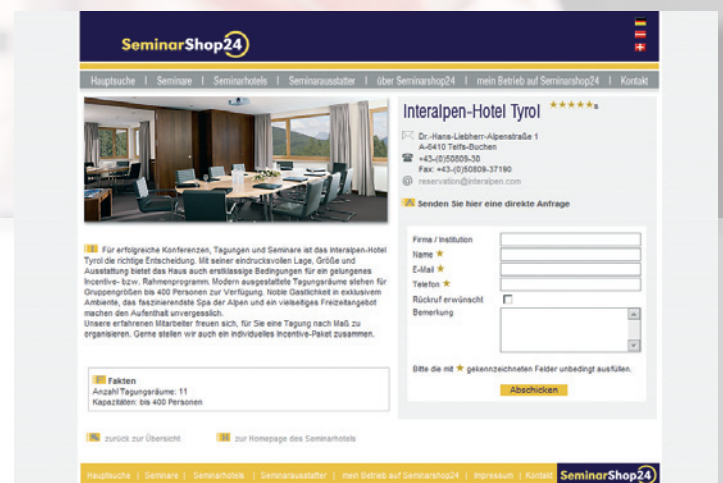 SeminarShop24
Hauptsuche | Seminare | Seminarhotels | Seminarausstatter | über Seminarshop24 | mein Betrieb auf Seminarshop24 | Kontakt
Interalpen-Hotel Tyrol ★★★★★s
Dr.-Hans-Liebherr-Alpenstraße 1
A-6410 Telfs-Buchen
+43-(0)50809-30
Fax: +43-(0)50809-37190
reservation@interalpen.com
Senden Sie hier eine direkte Anfrage
Für erfolgreiche Konferenzen, Tagungen und Seminare ist das Interalpen-Hotel
Tyrol die richtige Entscheidung. Mit seiner eindrucksvollen Lage, Größe und
Ausstattung bietet das Haus auch erstklassige Bedingungen für ein gelungenes
Incentive- bzw. Rahmenprogramm. Modern ausgestattete Tagungsräume stehen für
Gruppengrößen bis 400 Personen zur Verfügung. Noble Gastlichkeit in exklusivem
Ambiente, das faszinierendste Spa der Alpen und ein vielseitiges Freizeitangebot
machen den Aufenthalt unvergesslich.
Unsere erfahrenen Mitarbeiter freuen sich, für Sie eine Tagung nach Maß zu
organisieren. Gerne stellen wir auch ein individuelles Incentive-Paket zusammen.
Fakten
Anzahl Tagungsräume: 11
Kapazitäten: bis 400 Personen
Firma / Institution
Name ★
E-Mail ★
Telefon ★
Rückruf erwünscht
Bemerkung
Bitte die mit ★ gekennzeichneten Felder unbedingt ausfüllen.
Abschicken
zurück zur Übersicht
zur Homepage des Seminarhotels
Hauptsuche | Seminare | Seminarhotels | Seminarausstatter | mein Betrieb auf Seminarshop24 | Impressum | Kontakt
SeminarShop24